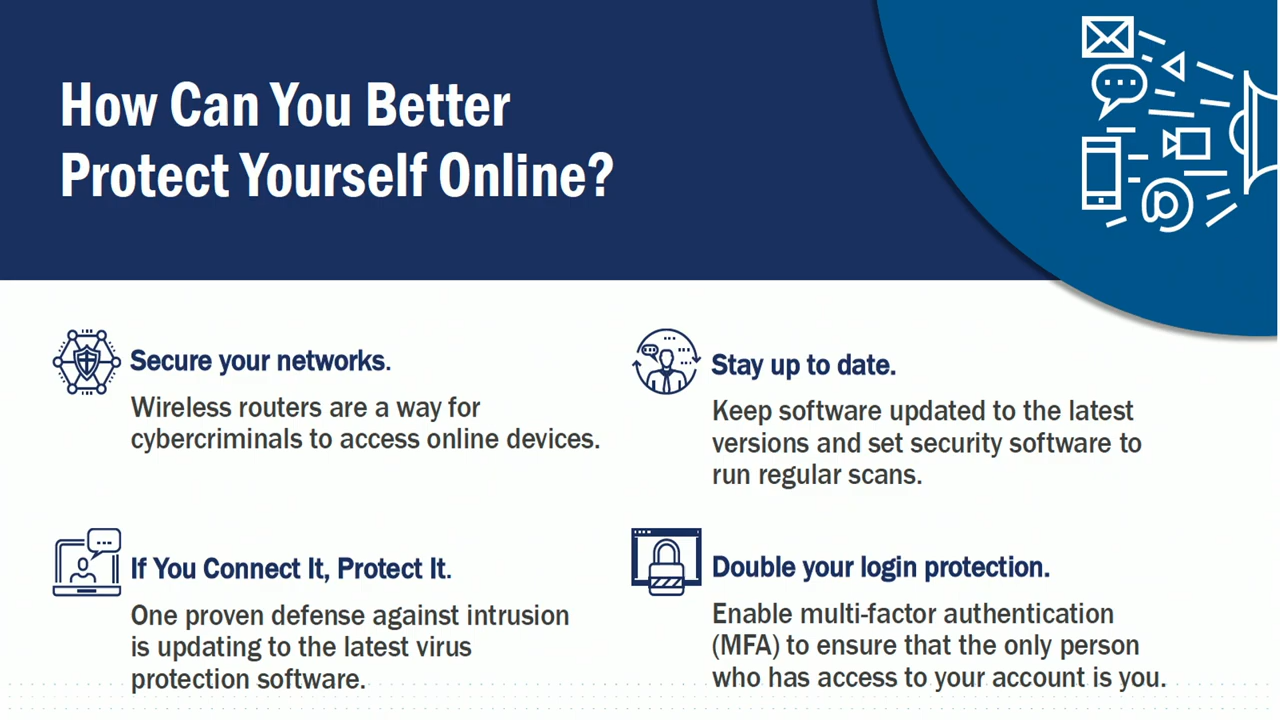 How Can You Better
Protect Yourself Online?
Secure your networks.
Wireless routers are a way for
cybercriminals to access online devices.
Stay up to date.
Keep software updated to the latest
versions and set security software to
run regular scans.
If You Connect It, Protect It.
One proven defense against intrusion
is updating to the latest virus
protection software.
Double your login protection.
Enable multi-factor authentication
(MFA) to ensure that the only person
who has access to your account is you.